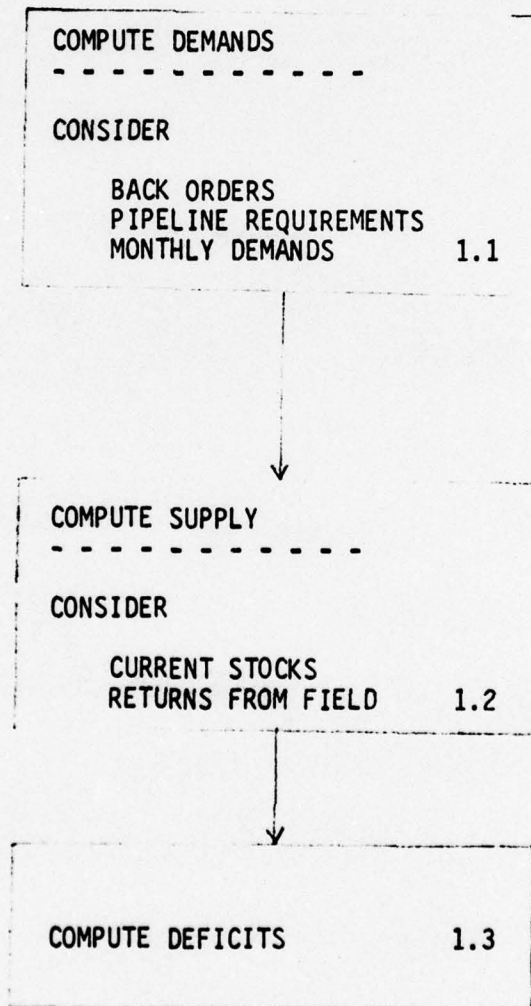 COMPUTE DEMANDS
- - - - - - - - - - - -
CONSIDER
BACK ORDERS
PIPELINE REQUIREMENTS
MONTHLY DEMANDS 1.1
COMPUTE SUPPLY
- - - - - - - - - - - -
CONSIDER
CURRENT STOCKS
RETURNS FROM FIELD 1.2
COMPUTE DEFICITS 1.3